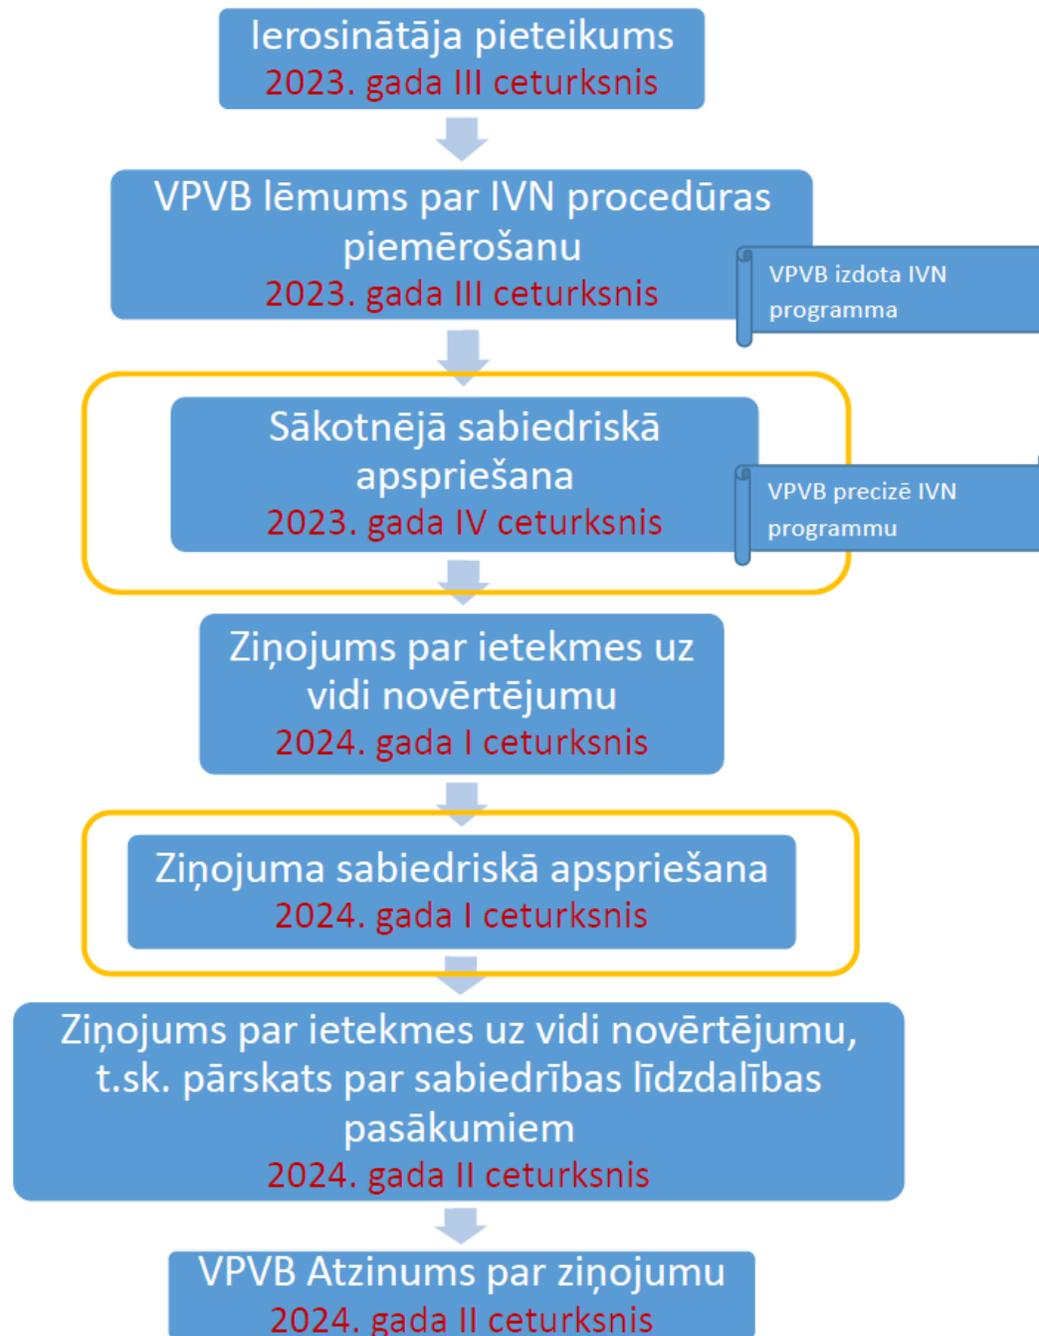 Ierosinātāja pieteikums
2023. gada III ceturksnis
VPVB lēmums par IVN procedūras
piemērošanu
2023. gada III ceturksnis
VPVB izdota IVN
programma
Sākotnējā sabiedriskā
apspriešana
2023. gada IV ceturksnis
VPVB precizē IVN
programmu
Ziņojums par ietekmes uz
vidi novērtējumu
2024. gada I ceturksnis
Ziņojuma sabiedriskā apspriešana
2024. gada I ceturksnis
Ziņojums par ietekmes uz vidi novērtējumu,
t.sk. pārskats par sabiedrības līdzdalības
pasākumiem
2024. gada II ceturksnis
VPVB Atzinums par ziņojumu
2024. gada II ceturksnis